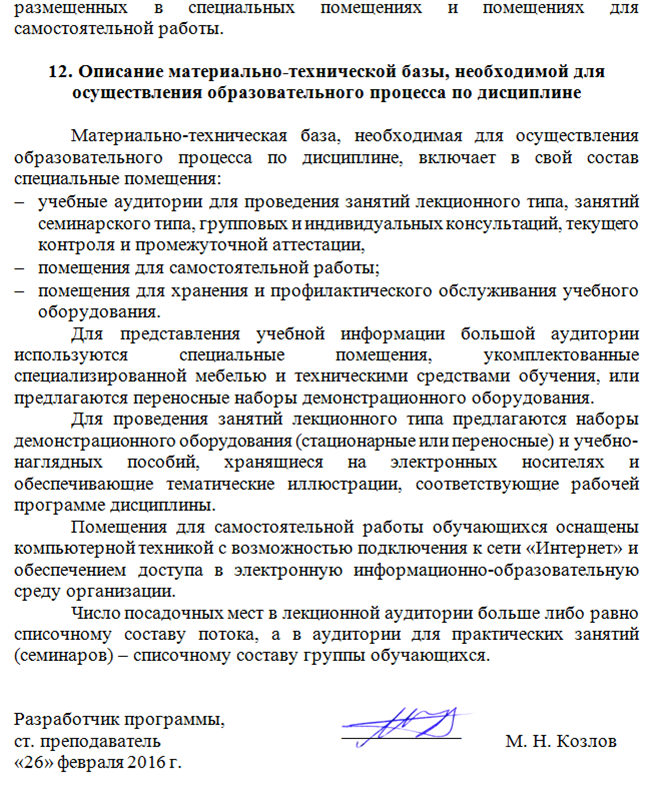 размещенных в специальных помещениях и помещениях для
самостоятельной работы.
12. Описание материально-технической базы, необходимой для
осуществления образовательного процесса по дисциплине
Материально-техническая база, необходимая для осуществления
образовательного процесса по дисциплине, включает в свой состав
специальные помещения:
– учебные аудитории для проведения занятий лекционного типа, занятий
семинарского типа, групповых и индивидуальных консультаций, текущего
контроля и промежуточной аттестации,
– помещения для самостоятельной работы;
– помещения для хранения и профилактического обслуживания учебного
оборудования.
Для представления учебной информации большой аудитории
используются специальные помещения, укомплектованные
специализированной мебелью и техническими средствами обучения, или
предлагаются переносные наборы демонстрационного оборудования.
Для проведения занятий лекционного типа предлагаются наборы
демонстрационного оборудования (стационарные или переносные) и учебно-
наглядных пособий, хранящиеся на электронных носителях и
обеспечивающие тематические иллюстрации, соответствующие рабочей
программе дисциплины.
Помещения для самостоятельной работы обучающихся оснащены
компьютерной техникой с возможностью подключения к сети «Интернет» и
обеспечением доступа в электронную информационно-образовательную
среду организации.
Число посадочных мест в лекционной аудитории больше либо равно
списочному составу потока, а в аудитории для практических занятий
(семинаров) – списочному составу группы обучающихся.
Разработчик программы,
ст. преподаватель М. Н. Козлов
«26» февраля 2016 г.